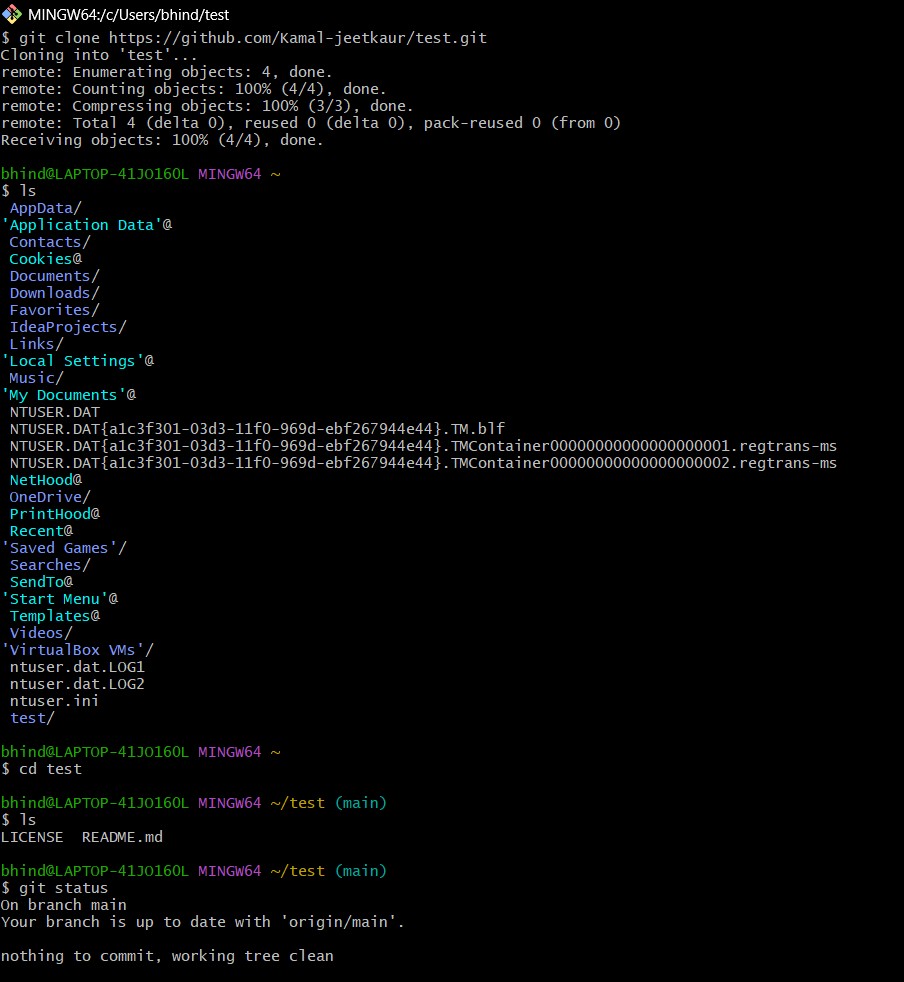 MINGW64:/c/Users/bhind/test
$ git clone https://github.com/Kamal-jeetkaur/test.git
Cloning into 'test'...
remote: Enumerating objects: 4, done.
remote: Counting objects: 100% (4/4), done.
remote: Compressing objects: 100% (3/3), done.
remote: Total 4 (delta 0), reused 0 (delta 0), pack-reused 0 (from 0)
Receiving objects: 100% (4/4), done.
bhind@LAPTOP-41JO16OL MINGW64 ~
$ ls
AppData/
'Application Data'@
Contacts/
Cookies@
Documents/
Downloads/
Favorites/
IdeaProjects/
Links/
'Local Settings'@
Music/
'My Documents'@
NTUSER.DAT
NTUSER.DAT{a1c3f301-03d3-11f0-969d-ebf267944e44}.TM.blf
NTUSER.DAT{a1c3f301-03d3-11f0-969d-ebf267944e44}.TMContainer00000000000000000001.regtrans-ms
NTUSER.DAT{a1c3f301-03d3-11f0-969d-ebf267944e44}.TMContainer00000000000000000002.regtrans-ms
NetHood@
OneDrive/
PrintHood@
Recent@
'Saved Games'/
Searches/
SendTo@
'Start Menu'@
Templates@
Videos/
'VirtualBox VMs'/
ntuser.dat.LOG1
ntuser.dat.LOG2
ntuser.ini
test/
bhind@LAPTOP-41JO16OL MINGW64 ~
$ cd test
bhind@LAPTOP-41JO16OL MINGW64 ~/test (main)
$ ls
LICENSE  README.md
bhind@LAPTOP-41JO16OL MINGW64 ~/test (main)
$ git status
On branch main
Your branch is up to date with 'origin/main'.
nothing to commit, working tree clean